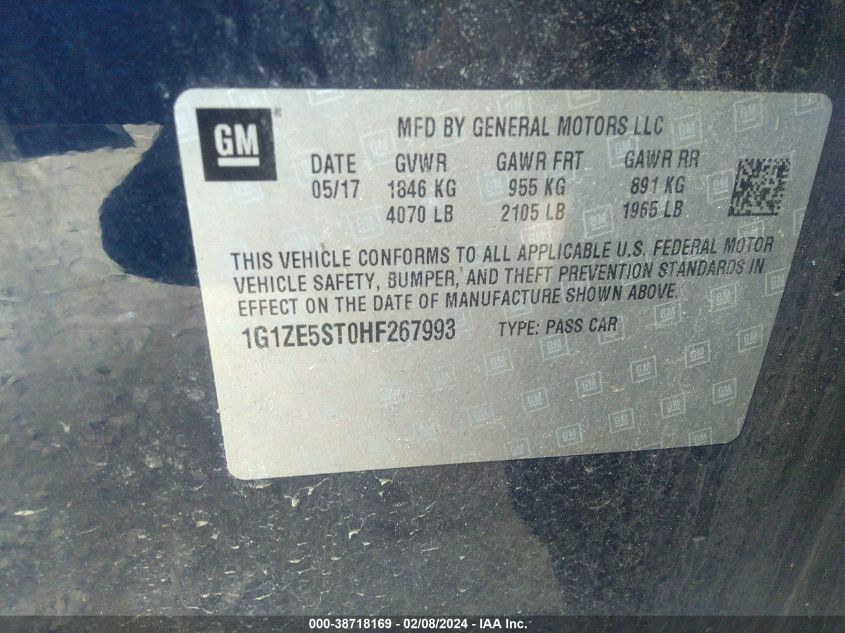 GM
MFD BY GENERAL MOTORS LLC
DATE GVWR GAWR FRT GAWR RR
05/17 1846 KG 955 KG 891 KG
4070 LB 2105 LB 1965 LB
THIS VEHICLE CONFORMS TO ALL APPLICABLE U.S. FEDERAL MOTOR
VEHICLE SAFETY, BUMPER, AND THEFT PREVENTION STANDARDS IN
EFFECT ON THE DATE OF MANUFACTURE SHOWN ABOVE.
1G1ZE5ST0HF267993 TYPE: PASS CAR
000-38718169 - 02/08/2024 - IAA Inc.